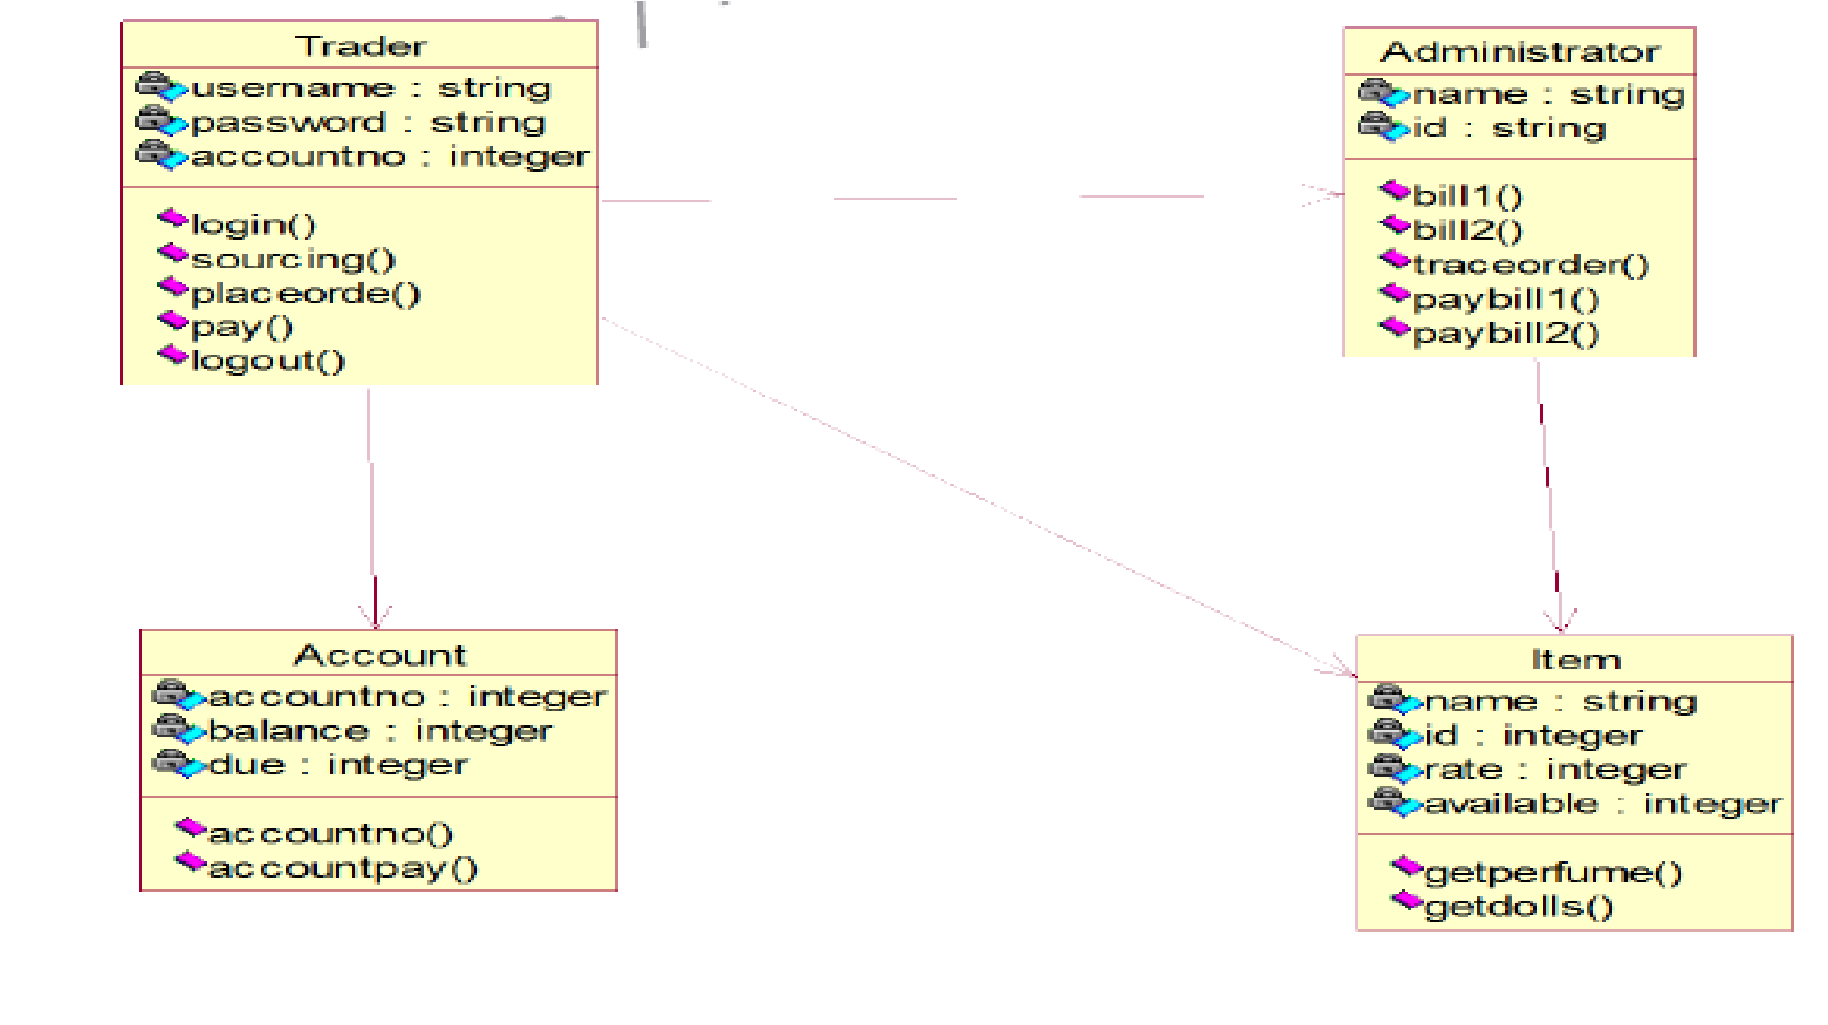 Trader
username : string
password : string
accountno : integer
login()
sourcing()
placeorde()
pay()
logout()
Administrator
name : string
id : string
bill1()
bill2()
traceorder()
paybill1()
paybill2()
Account
accountno : integer
balance : integer
due : integer
accountno()
accountpay()
Item
name : string
id : integer
rate : integer
available : integer
getperfume()
getdolls()